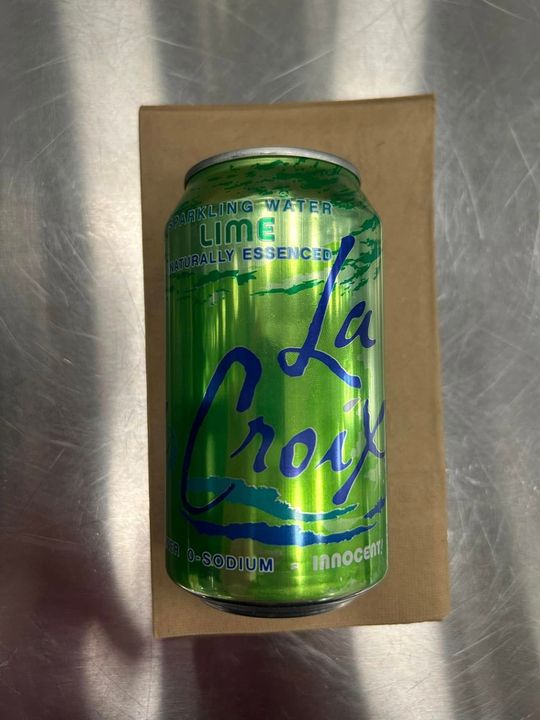 SPARKLING WATER
LIME
NATURALLY ESSENCED
La
Croix
0-SODIUM = INNOCENT!